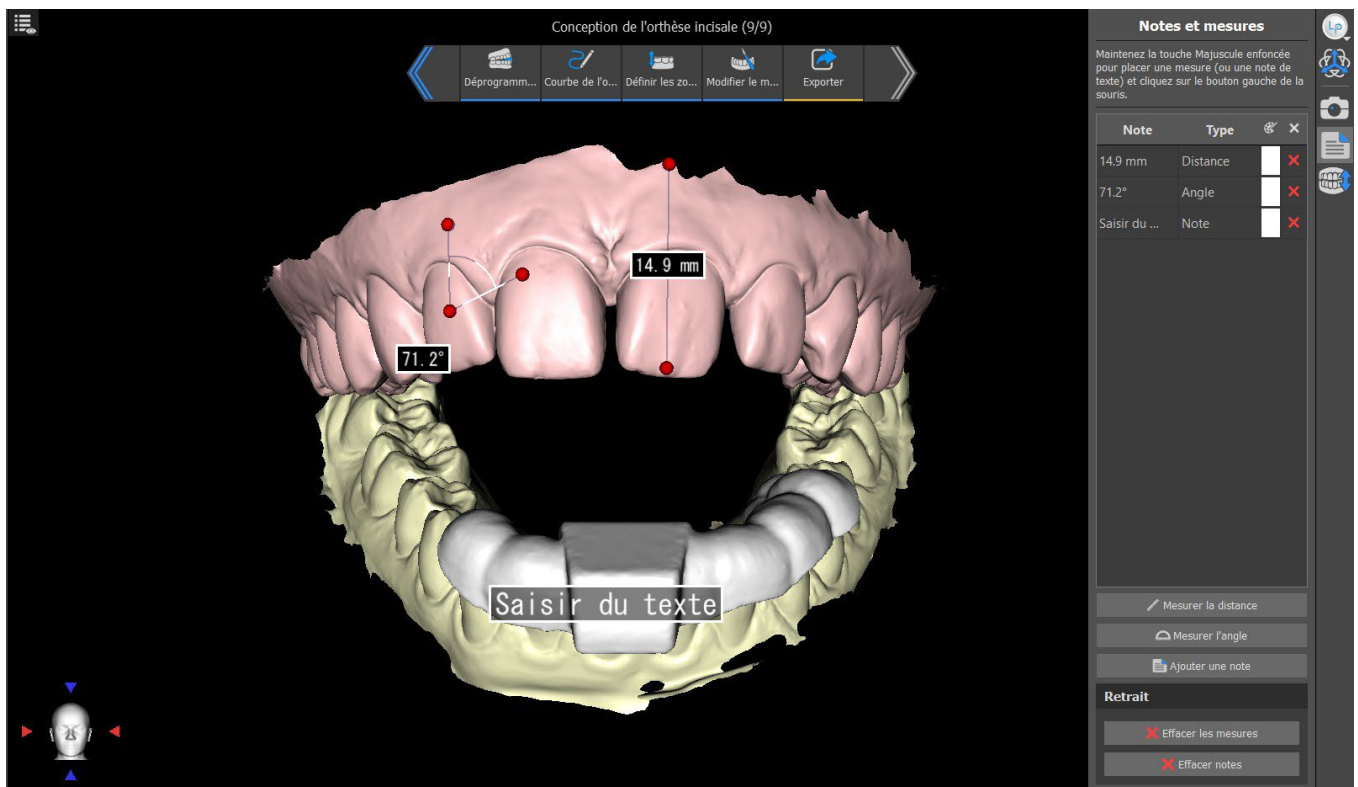 Conception de l'orthèse incisale (9/9)
Déprogramm... Courbe de l'o... Définir les zo... Modifier le m... Exporter
14.9 mm
71.2°
Saisir du texte
Notes et mesures
Maintenez la touche Majuscule enfoncée
pour placer une mesure (ou une note de
texte) et cliquez sur le bouton gauche de la
souris.
Note Type
14.9 mm Distance
71.2° Angle
Saisir du ... Note
Mesurer la distance
Mesurer l'angle
Ajouter une note
Retrait
Effacer les mesures
Effacer notes
Lp